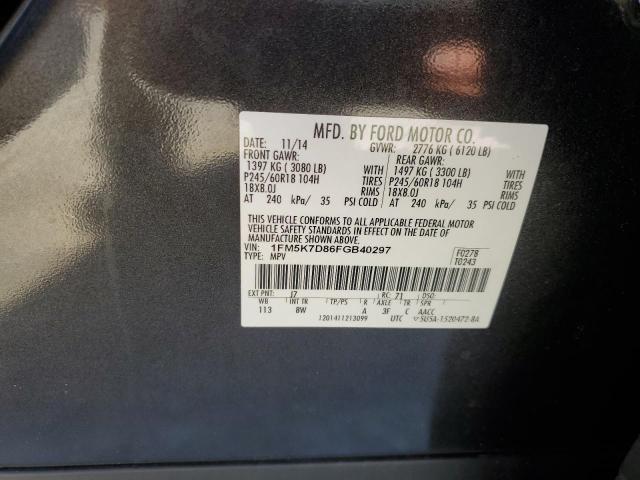 MFD. BY FORD MOTOR CO.
DATE: 11/14 GVWR: 2776 KG ( 6120 LB)
FRONT GAWR: REAR GAWR:
1397 KG ( 3080 LB) WITH 1497 KG ( 3300 LB) WITH
P245/60R18 104H TIRES P245/60R18 104H TIRES
18X8.0J RIMS 18X8.0J RIMS
AT 240 kPa/ 35 PSI COLD AT 240 kPa/ 35 PSI COLD
THIS VEHICLE CONFORMS TO ALL APPLICABLE FEDERAL MOTOR
VEHICLE SAFETY STANDARDS IN EFFECT ON THE DATE OF
MANUFACTURE SHOWN ABOVE.
VIN: 1FM5K7D86FGB40297 F0278
TYPE: MPV T0243
EXT PNT: J7 RC: 71 DSO:
WB INT TR TP/PS R AXLE TR SPR
113 8W A 3F C AACC
1201411213099 UTC 5U5A-1520472-BA